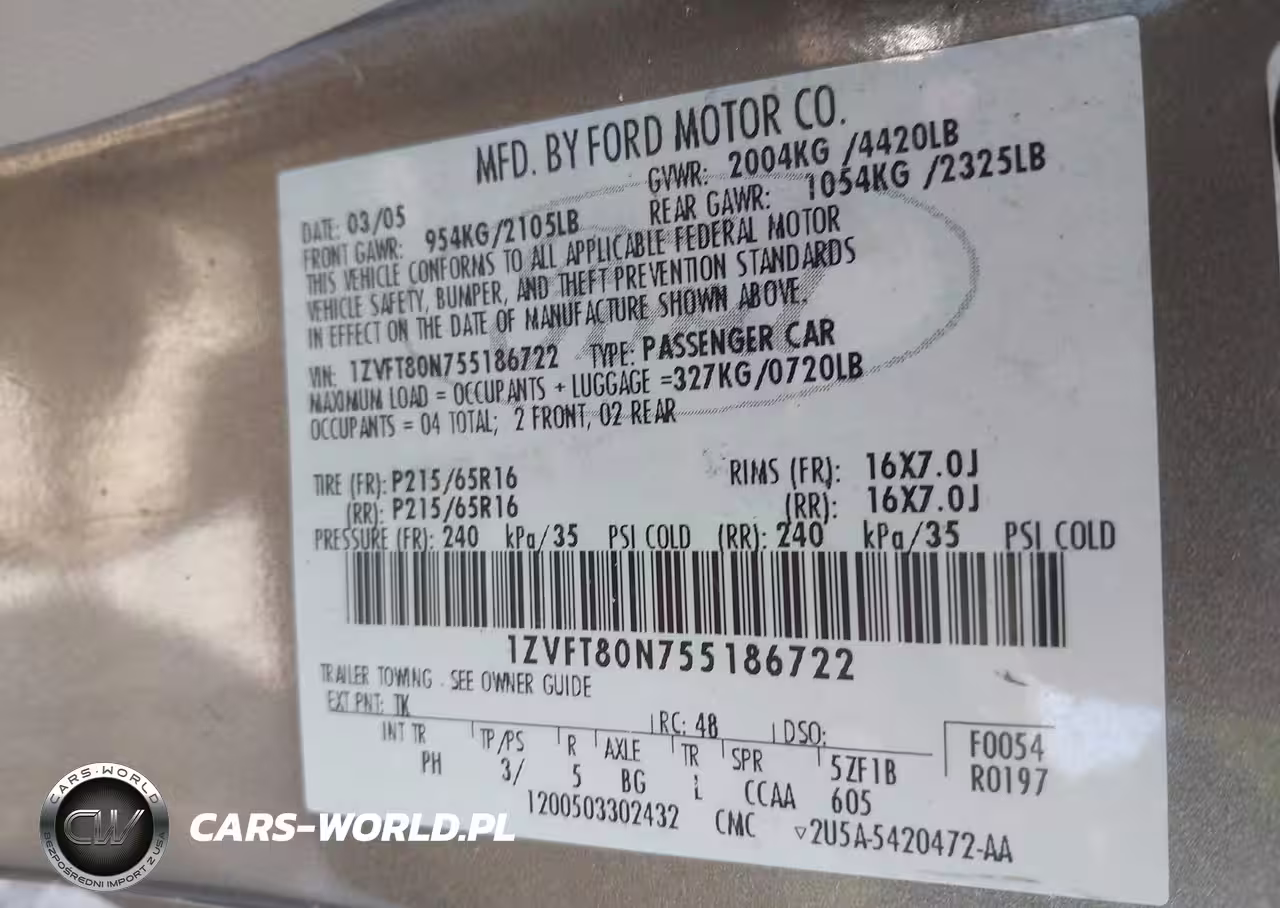 MFD. BY FORD MOTOR CO.
DATE: 03/05 GVWR: 2004KG /4420LB
FRONT GAWR: 954KG/2105LB REAR GAWR: 1054KG /2325LB
THIS VEHICLE CONFORMS TO ALL APPLICABLE FEDERAL MOTOR
VEHICLE SAFETY, BUMPER, AND THEFT PREVENTION STANDARDS
IN EFFECT ON THE DATE OF MANUFACTURE SHOWN ABOVE.
VIN: 1ZVFT80N755186722 TYPE: PASSENGER CAR
MAXIMUM LOAD = OCCUPANTS + LUGGAGE =327KG/0720LB
OCCUPANTS = 04 TOTAL; 2 FRONT, 02 REAR
TIRE (FR): P215/65R16 RIMS (FR): 16X7.0J
(RR): P215/65R16 (RR): 16X7.0J
PRESSURE (FR): 240 kPa/35 PSI COLD (RR): 240 kPa/35 PSI COLD
1ZVFT80N755186722
TRAILER TOWING - SEE OWNER GUIDE
EXT PNT: TK RC: 48 DSO: F0054
INT TR TP/PS R AXLE TR SPR 5ZF1B R0197
PH 3/ 5 BG L CCAA 605
1200503302432 CMC ▽2U5A-5420472-AA
CARS-WORLD
CW
BEZPOŚREDNI IMPORT Z USA
CARS-WORLD.PL